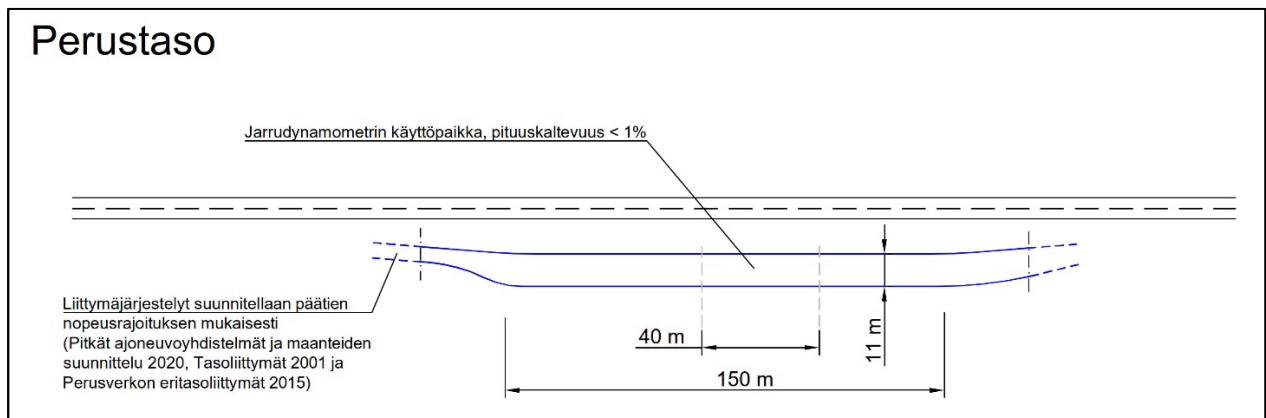 Perustaso
Jarrudynamometrin käyttöpaikka, pituuskaltevuus < 1%
Liittymäjärjestelyt suunnitellaan päätien
nopeusrajoituksen mukaisesti
(Pitkät ajoneuvoyhdistelmät ja maanteiden
suunnittelu 2020, Tasoliittymät 2001 ja
Perusverkon eritasoliittymät 2015)
40 m
11 m
150 m